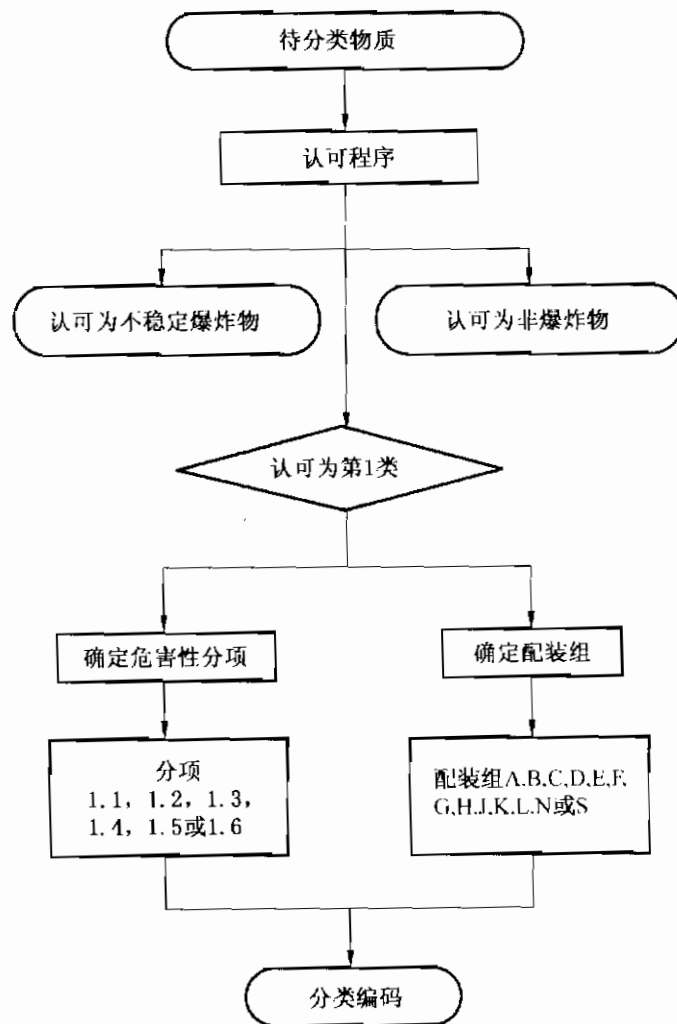 待分类物质
认可程序
认可为不稳定爆炸物
认可为非爆炸物
认可为第1类
确定危害性分项
确定配装组
分项
1.1, 1.2, 1.3,
1.4, 1.5或1.6
配装组A.B.C,D,E,F,
G,H.J.K.L.N或S
分类编码